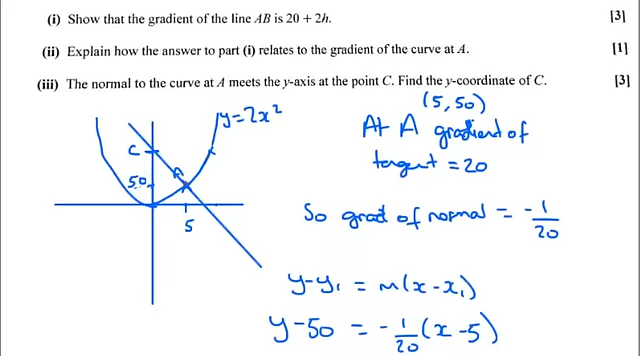 (i) Show that the gradient of the line AB is 20 + 2h. [3]
(ii) Explain how the answer to part (i) relates to the gradient of the curve at A. [1]
(iii) The normal to the curve at A meets the y-axis at the point C. Find the y-coordinate of C. [3]
(5, 50)
y=2x²
At A gradient of
tangent = 20
C
A
50
5
So grad of normal = -1/20
y-y₁ = m(x-x₁)
y-50 = -1/20(x-5)